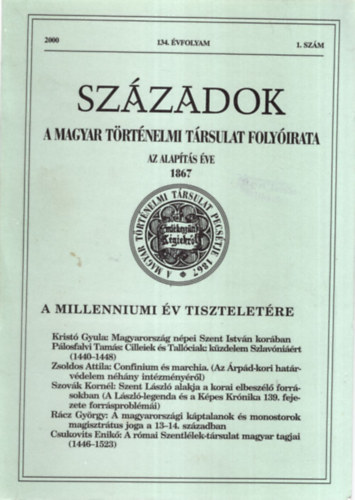 2000 134. ÉVFOLYAM 1. SZÁM
SZÁZADOK
A MAGYAR TÖRTÉNELMI TÁRSULAT FOLYÓIRATA
AZ ALAPÍTÁS ÉVE
1867
A MAGYAR TÖRTÉNELMI TÁRSULAT PECSÉTJE 1867
Emlékezzünk
Régiekről
A MILLENNIUMI ÉV TISZTELETÉRE
Kristó Gyula: Magyarország népei Szent István korában
Pálosfalvi Tamás: Cilleiek és Tallóciak: küzdelem Szlavóniáért
(1440–1448)
Zsoldos Attila: Confinium és marchia. (Az Árpád-kori határ-
védelem néhány intézményéről)
Szovák Kornél: Szent László alakja a korai elbeszélő forrá-
sokban (A László-legenda és a Képes Krónika 139. feje-
zete forrásproblémái)
Rácz György: A magyarországi káptalanok és monostorok
magisztrátus joga a 13–14. században
Csukovits Enikő: A római Szentlélek-társulat magyar tagjai
(1446–1523)